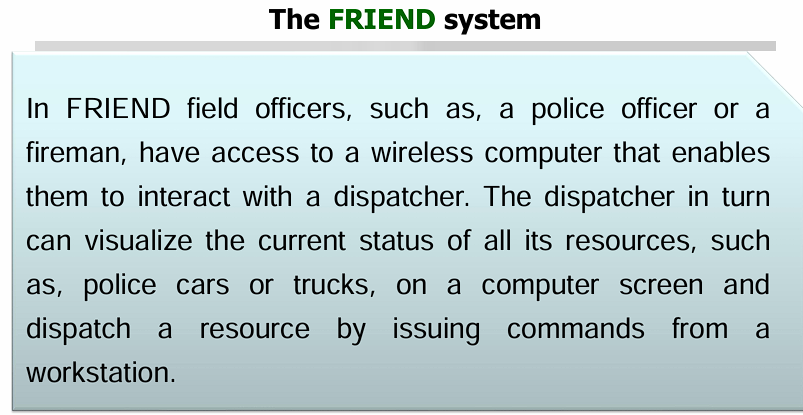 The FRIEND system
In FRIEND field officers, such as, a police officer or a
fireman, have access to a wireless computer that enables
them to interact with a dispatcher. The dispatcher in turn
can visualize the current status of all its resources, such
as, police cars or trucks, on a computer screen and
dispatch a resource by issuing commands from a
workstation.